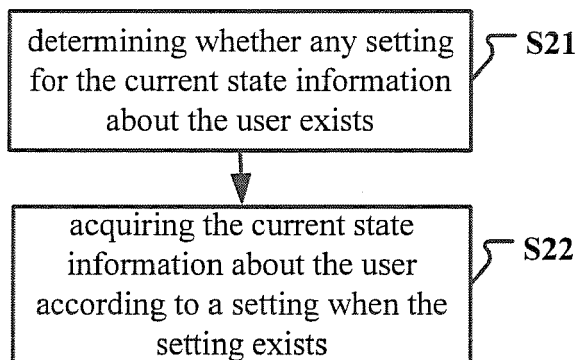 determining whether any setting
for the current state information
about the user exists
S21
acquiring the current state
information about the user
according to a setting when the
setting exists
S22